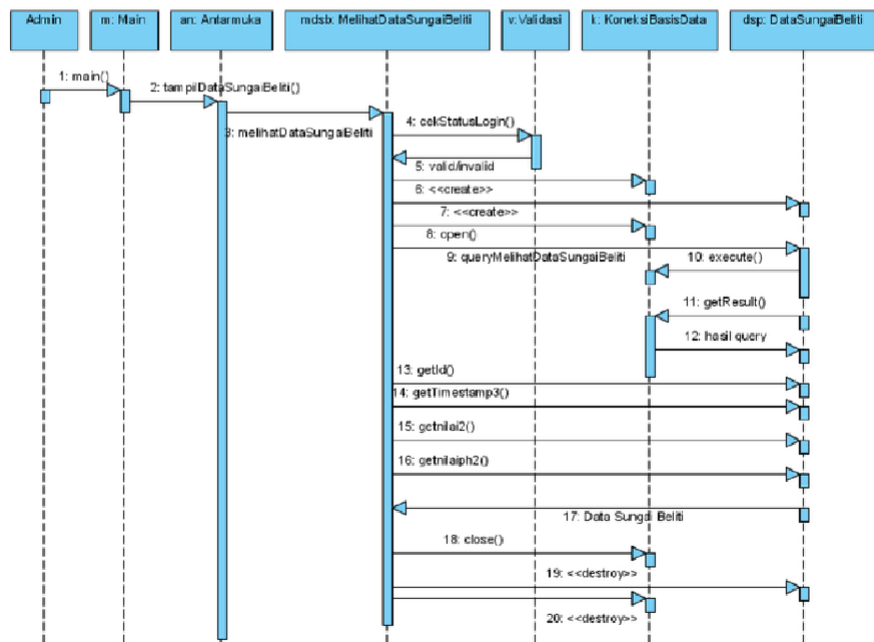 Admin
m: Main
an: Antarmuka
mdsb: MelihatDataSungaiBeliti
v: Validasi
k: KoneksiBasisData
dsp: DataSungaiBeliti
1: main()
2: tampilDataSungaiBeliti()
3: melihatDataSungaiBeliti
4: cekStatusLogin()
5: valid/invalid
6: <<create>>
7: <<create>>
8: open()
9: queryMelihatDataSungaiBeliti
10: execute()
11: getResult()
12: hasil query
13: getId()
14: getTimestamp3()
15: getnilai2()
16: getnilaiph2()
17: Data Sungai Beliti
18: close()
19: <<destroy>>
20: <<destroy>>